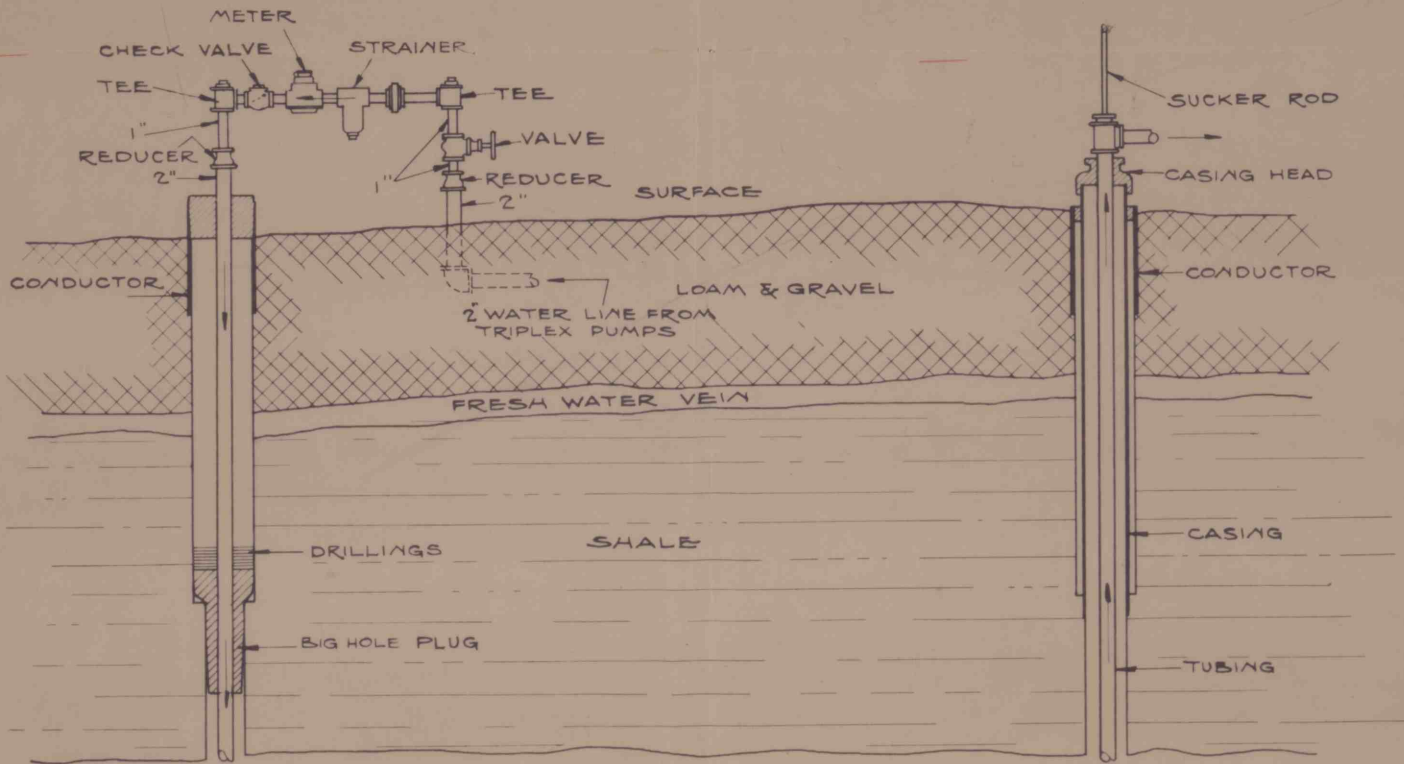 METER
CHECK VALVE
STRAINER
TEE
TEE
SUCKER ROD
1"
VALVE
REDUCER
2"
1"
REDUCER
CASING HEAD
SURFACE
2"
CONDUCTOR
LOAM & GRAVEL
CONDUCTOR
2" WATER LINE FROM
TRIPLEX PUMPS
FRESH WATER VEIN
DRILLINGS
SHALE
CASING
BIG HOLE PLUG
TUBING